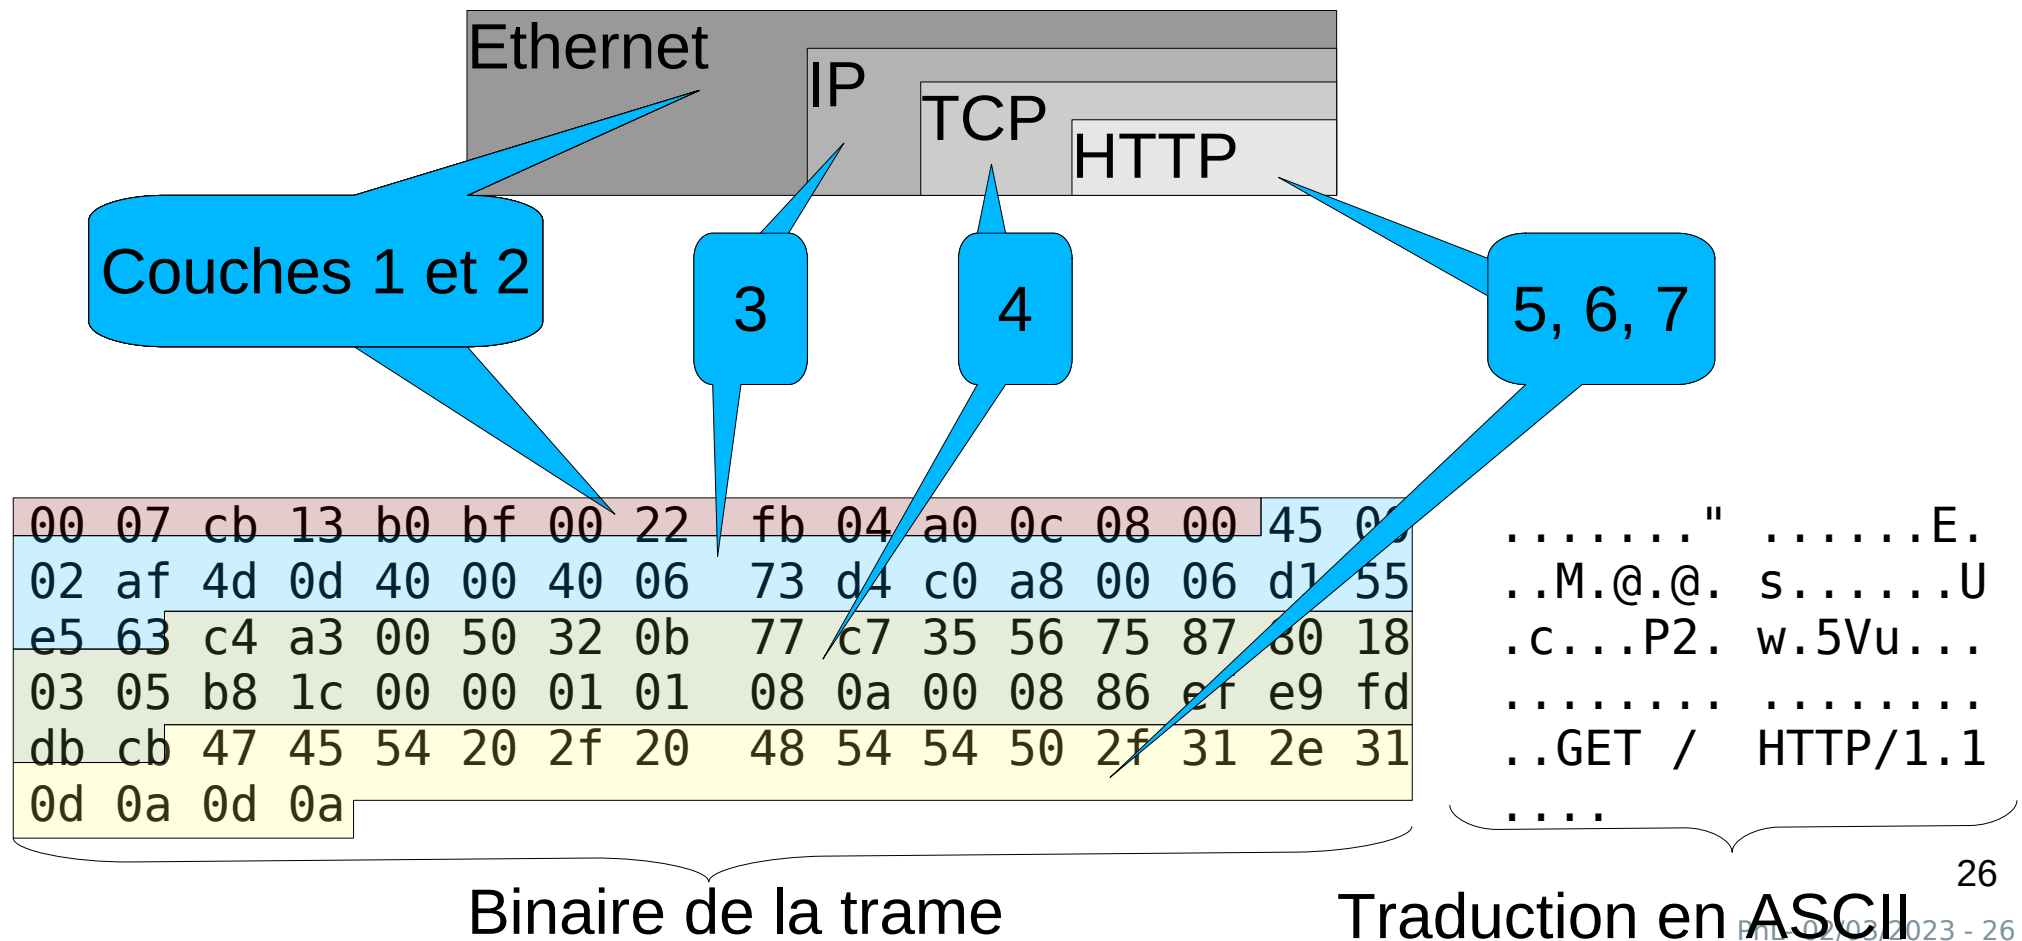 Ethernet
IP
TCP
HTTP
Couches 1 et 2
3
4
5, 6, 7
00 07 cb 13 b0 bf 00 22  fb 04 a0 0c 08 00 45 00  ......." ......E.
02 af 4d 0d 40 00 40 06  73 d4 c0 a8 00 06 d1 55  ..M.@.@. s......U
e5 63 c4 a3 00 50 32 0b  77 c7 35 56 75 87 80 18  .c...P2. w.5Vu...
03 05 b8 1c 00 00 01 01  08 0a 00 08 86 ef e9 fd  ........ ........
db cb 47 45 54 20 2f 20  48 54 54 50 2f 31 2e 31  ..GET /  HTTP/1.1
0d 0a 0d 0a  ....
Binaire de la trame
Traduction en ASCII
26
PhL- 02/03/2023 - 26